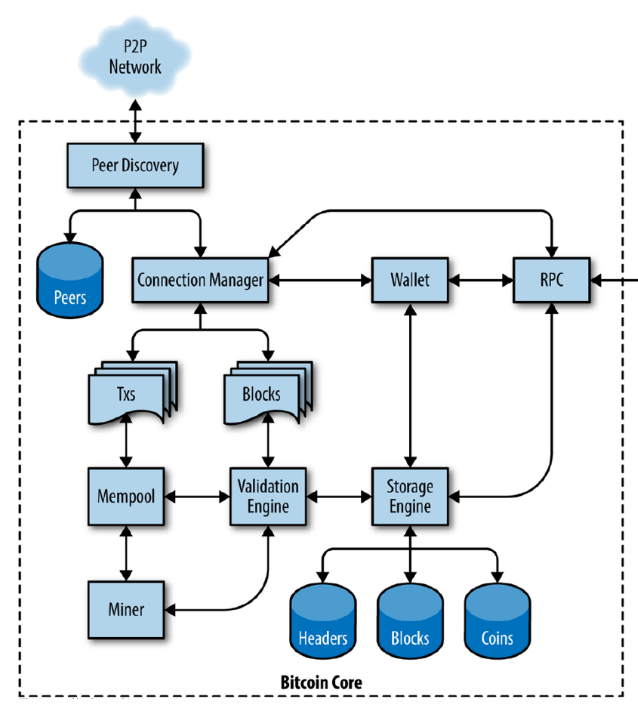 P2P
Network
Peer Discovery
Peers
Connection Manager
Wallet
RPC
Txs
Blocks
Mempool
Validation
Engine
Storage
Engine
Miner
Headers
Blocks
Coins
Bitcoin Core